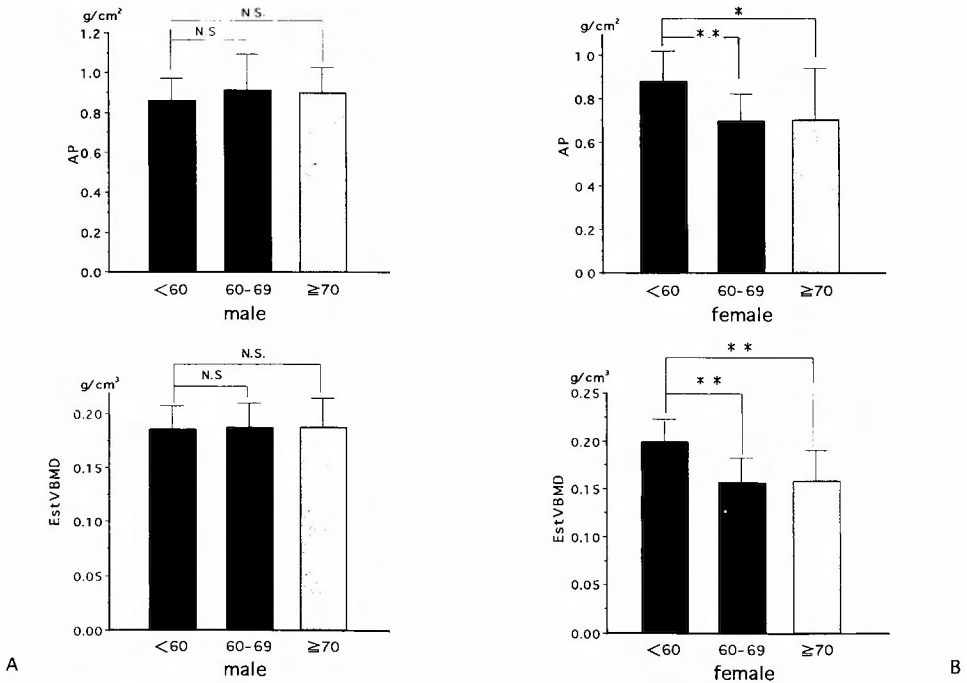 g/cm²
N.S.
N.S
1.2
1.0
0.8
0.6
0.4
0.2
0.0
AP
<60 60-69 ≧70
male
g/cm²
*
**
1.0
0.8
0.6
0.4
0.2
0.0
AP
<60 60-69 ≧70
female
g/cm³
N.S.
N.S
0.20
0.15
0.10
0.05
0.00
EstVBMD
<60 60-69 ≧70
male
A
g/cm³
**
**
0.25
0.20
0.15
0.10
0.05
0.00
EstVBMD
<60 60-69 ≧70
female
B